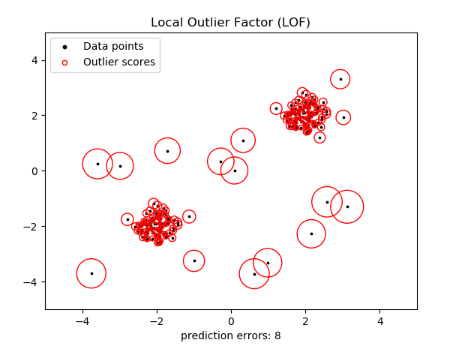 Local Outlier Factor (LOF)
Data points
Outlier scores
4
2
0
−2
−4
−4 −2 0 2 4
prediction errors: 8